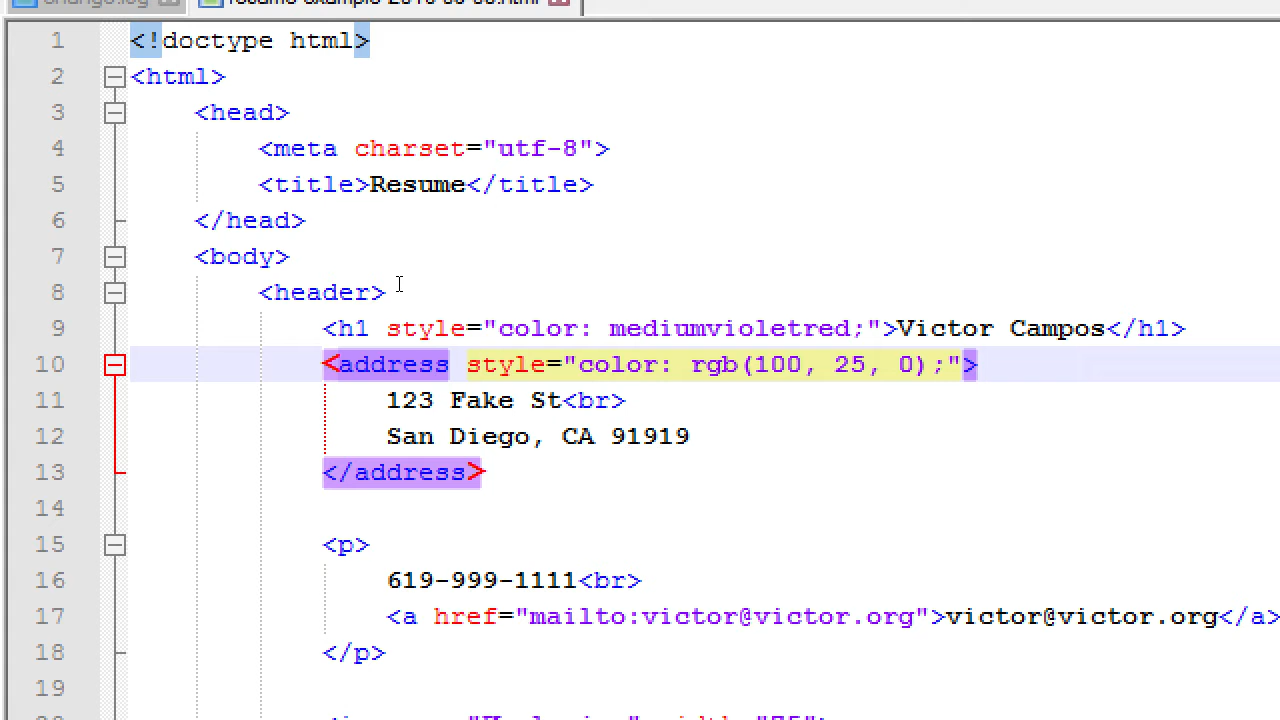 change.log
1 <!doctype html>
2 <html>
3 <head>
4 <meta charset="utf-8">
5 <title>Resume</title>
6 </head>
7 <body>
8 <header>
9 <h1 style="color: mediumvioletred;">Victor Campos</h1>
10 <address style="color: rgb(100, 25, 0);">
11 123 Fake St<br>
12 San Diego, CA 91919
13 </address>
14
15 <p>
16 619-999-1111<br>
17 <a href="mailto:victor@victor.org">victor@victor.org</a>
18 </p>
19